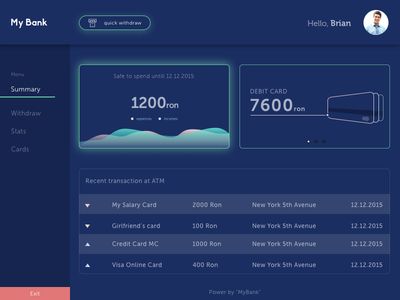 My Bank
quick withdraw
Hello, Brian
Menu
Summary
Withdraw
Stats
Cards
Safe to spend until 12.12.2015
1200ron
expenses incomes
DEBIT CARD
7600ron
Recent transaction at ATM
My Salary Card 2000 Ron New York 5th Avenue 12.12.2015
Girlfriend's card 100 Ron New York 5th Avenue 12.12.2015
Credit Card MC 1000 Ron New York 5th Avenue 12.12.2015
Visa Online Card 400 Ron New York 5th Avenue 12.12.2015
Exit
Power by "MyBank"